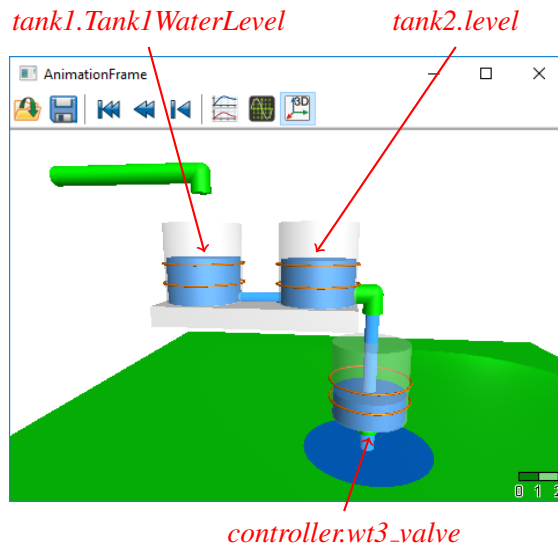 tank1.Tank1WaterLevel tank2.level
AnimationFrame
3D
0 1 2
controller.wt3_valve